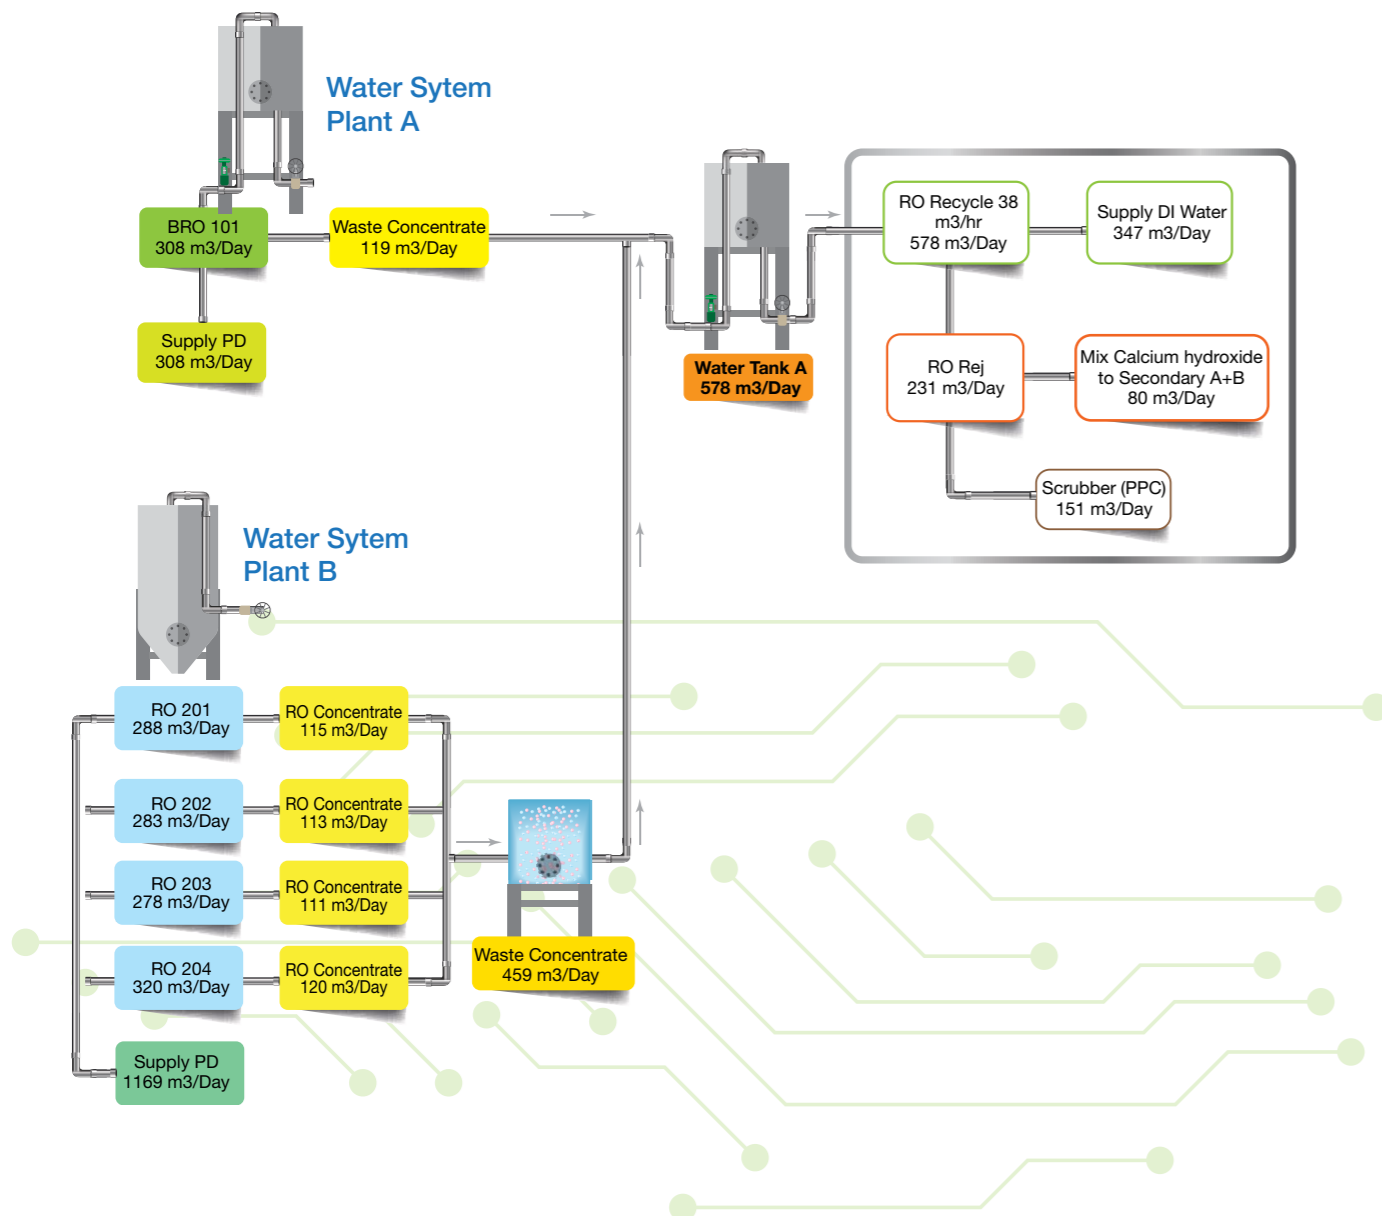 Water Sytem
Plant A
BRO 101
308 m3/Day
Waste Concentrate
119 m3/Day
Supply PD
308 m3/Day
Water Tank A
578 m3/Day
RO Recycle 38
m3/hr
578 m3/Day
Supply DI Water
347 m3/Day
RO Rej
231 m3/Day
Mix Calcium hydroxide
to Secondary A+B
80 m3/Day
Scrubber (PPC)
151 m3/Day
Water Sytem
Plant B
RO 201
288 m3/Day
RO Concentrate
115 m3/Day
RO 202
283 m3/Day
RO Concentrate
113 m3/Day
RO 203
278 m3/Day
RO Concentrate
111 m3/Day
RO 204
320 m3/Day
RO Concentrate
120 m3/Day
Waste Concentrate
459 m3/Day
Supply PD
1169 m3/Day